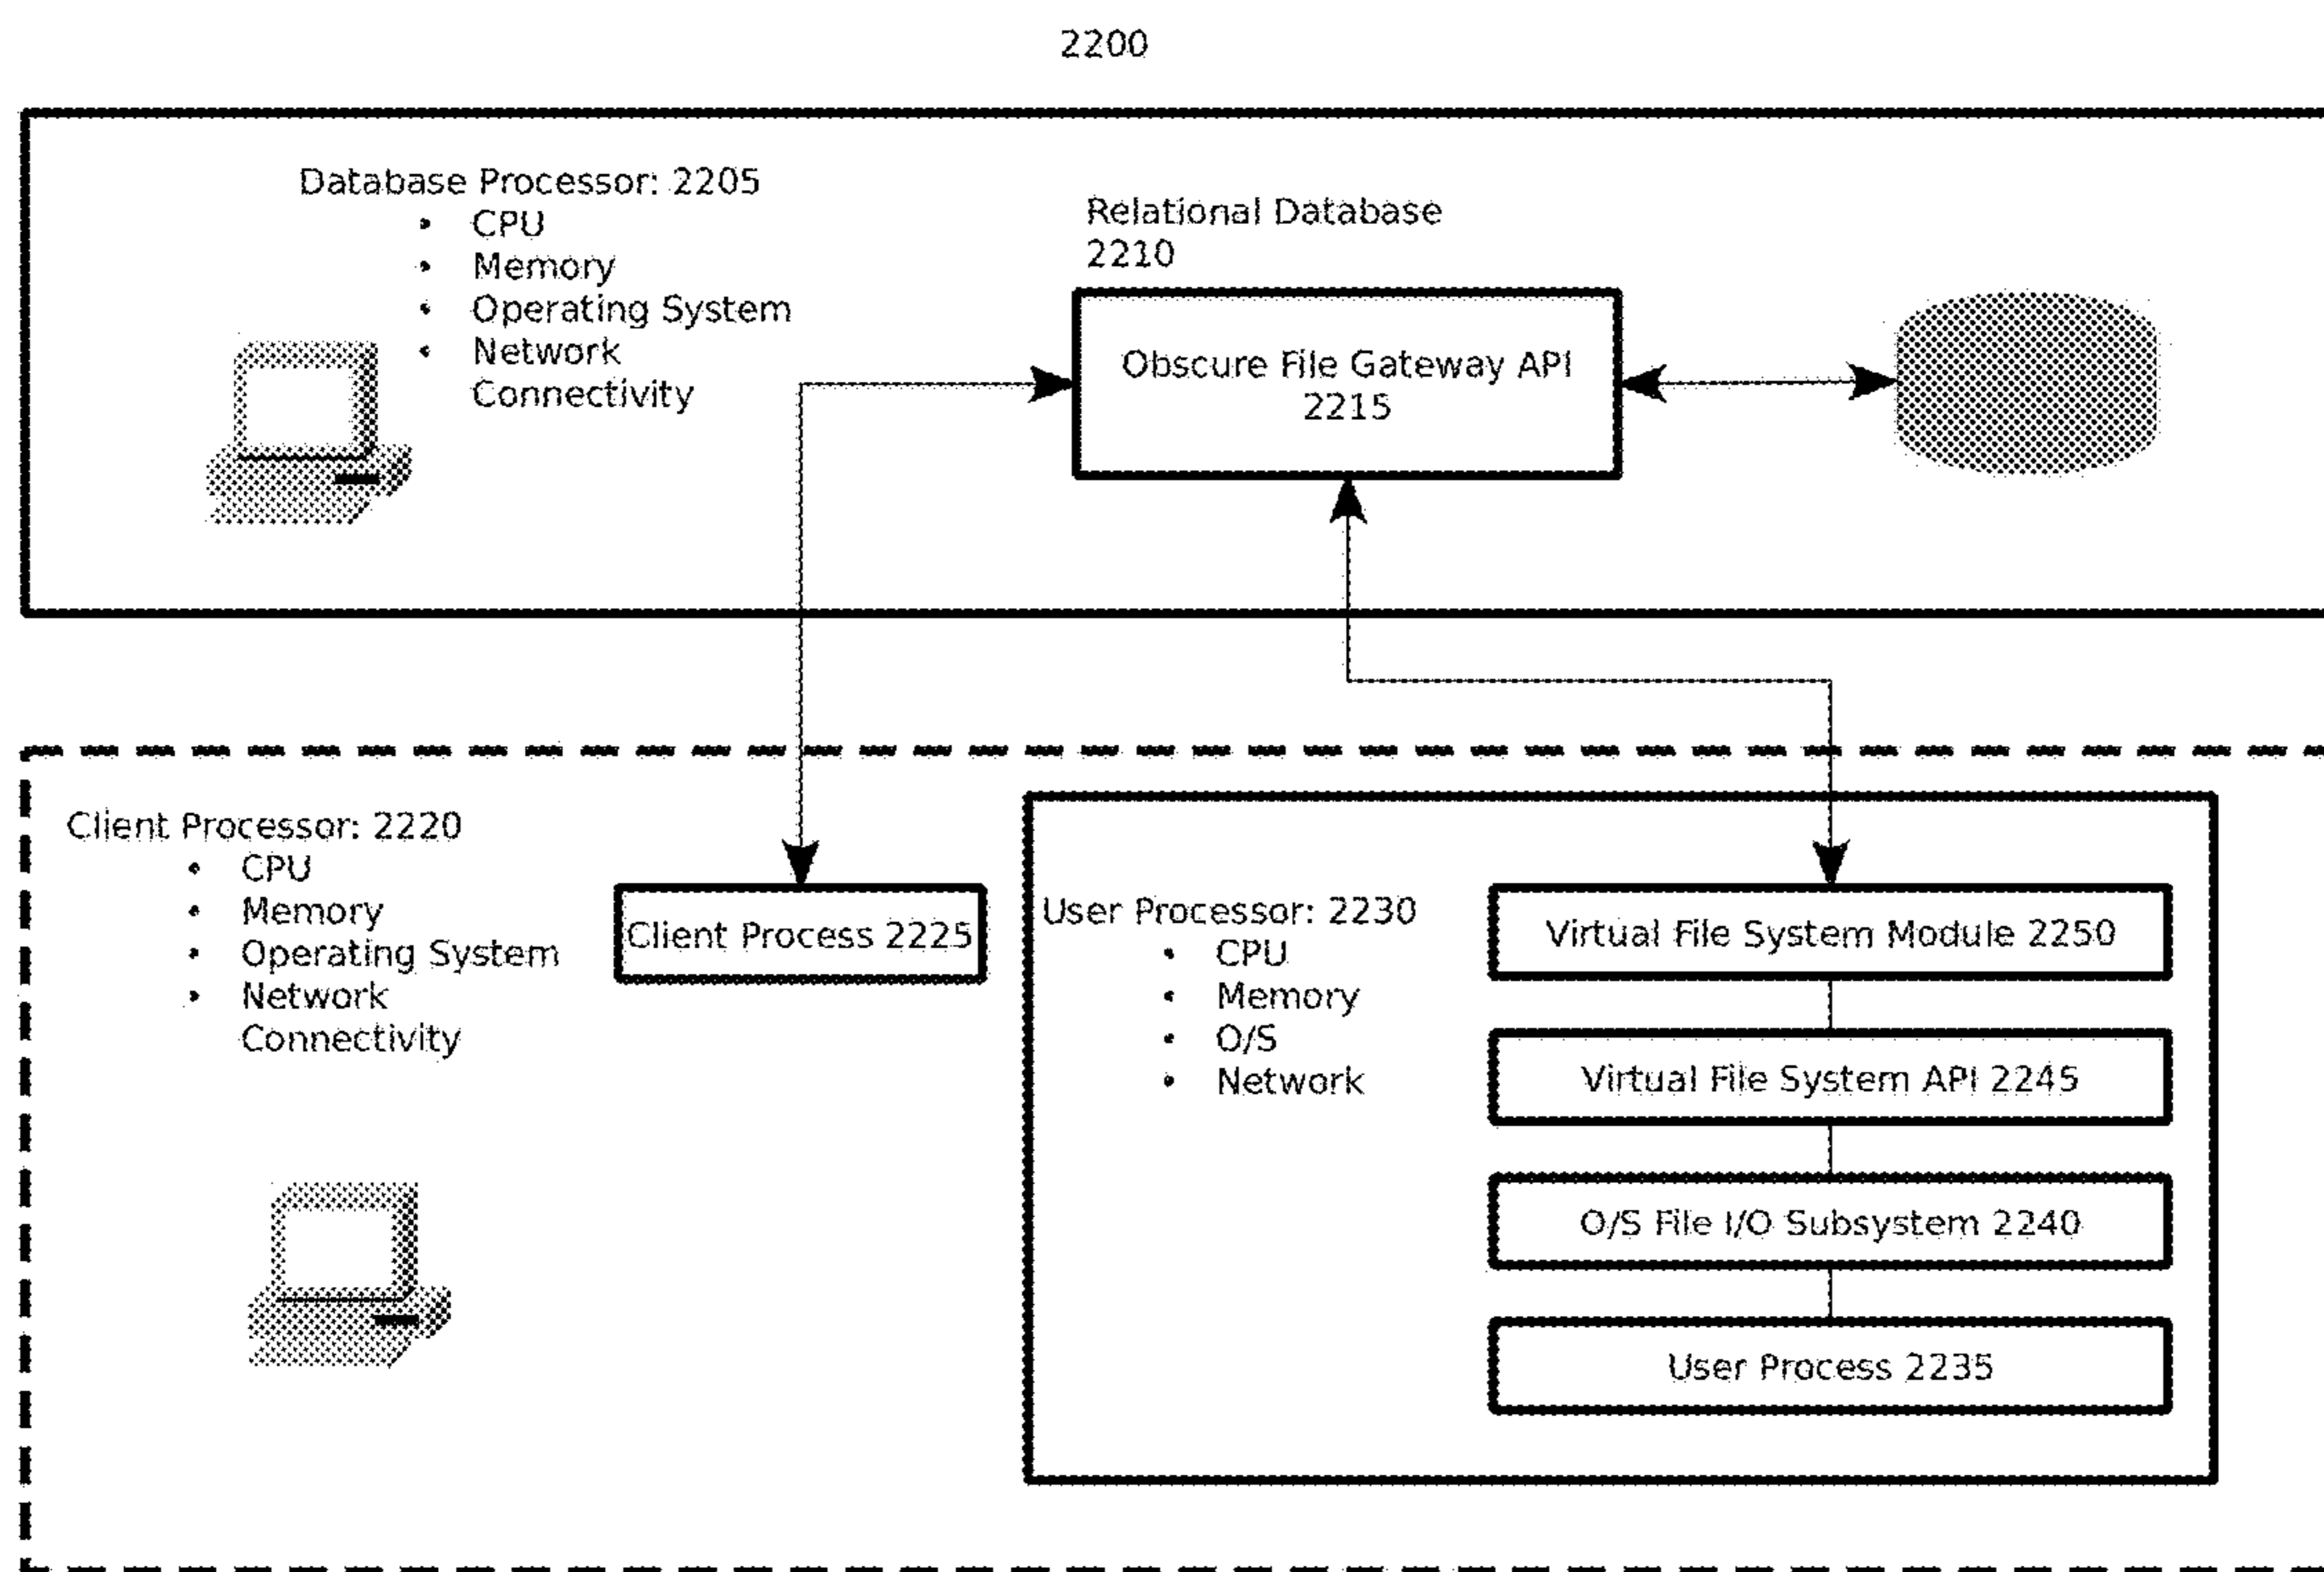 2200
Database Processor: 2205
• CPU
• Memory
• Operating System
• Network
Connectivity
Relational Database
2210
Obscure File Gateway API
2215
Client Processor: 2220
• CPU
• Memory
• Operating System
• Network
Connectivity
Client Process 2225
User Processor: 2230
• CPU
• Memory
• O/S
• Network
Virtual File System Module 2250
Virtual File System API 2245
O/S File I/O Subsystem 2240
User Process 2235